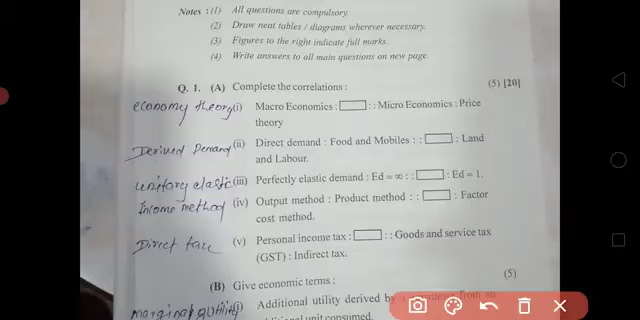 Notes : (1) All questions are compulsory.
(2) Draw neat tables / diagrams wherever necessary.
(3) Figures to the right indicate full marks.
(4) Write answers to all main questions on new page.
Q. 1. (A) Complete the correlations : (5) [20]
economy theory (i) Macro Economics : : : Micro Economics : Price
theory
Derived Demand (ii) Direct demand : Food and Mobiles : : : Land
and Labour.
Unitary elastic (iii) Perfectly elastic demand : Ed = ∞ : : : Ed = 1.
Income method (iv) Output method : Product method : : : Factor
cost method.
Direct tax (v) Personal income tax : : : Goods and service tax
(GST) : Indirect tax.
(B) Give economic terms : (5)
marginal utility (i) Additional utility derived by a
unit consumed.